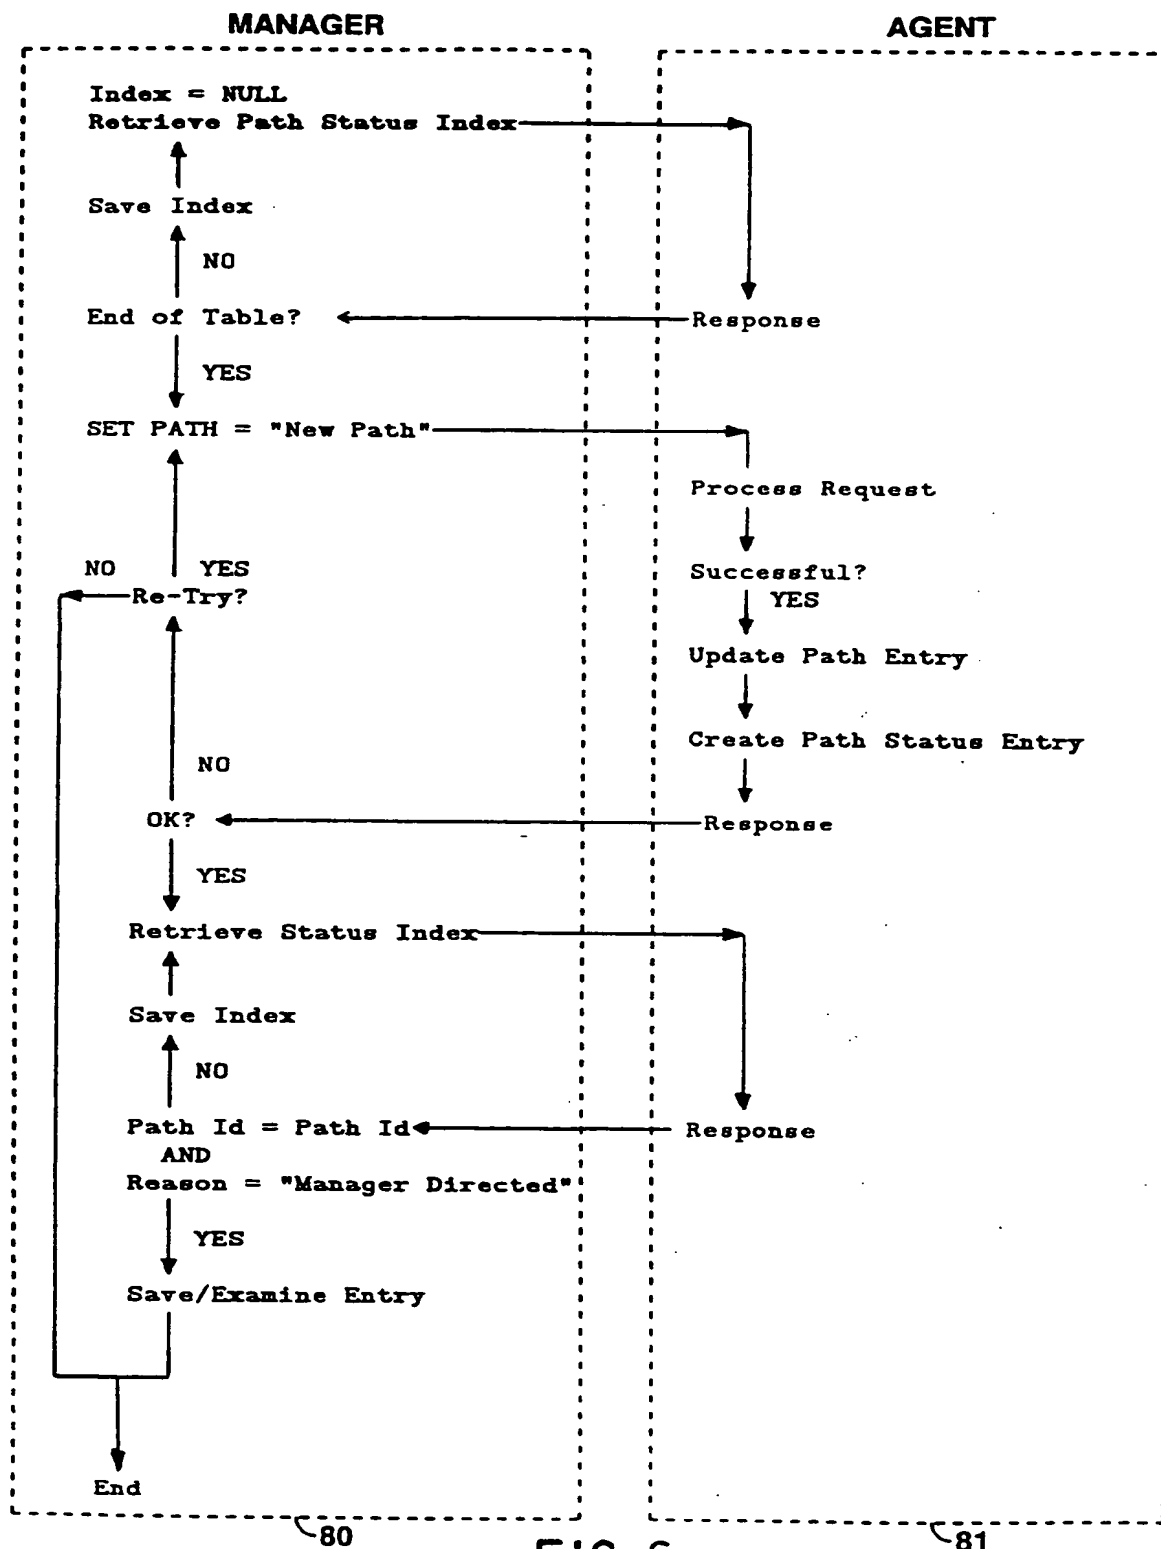 MANAGER
AGENT
Index = NULL
Retrieve Path Status Index
Save Index
NO
End of Table?
Response
YES
SET PATH = "New Path"
Process Request
NO
YES
Successful?
Re-Try?
YES
Update Path Entry
Create Path Status Entry
NO
OK?
Response
YES
Retrieve Status Index
Save Index
NO
Path Id = Path Id
Response
AND
Reason = "Manager Directed"
YES
Save/Examine Entry
End
80
81